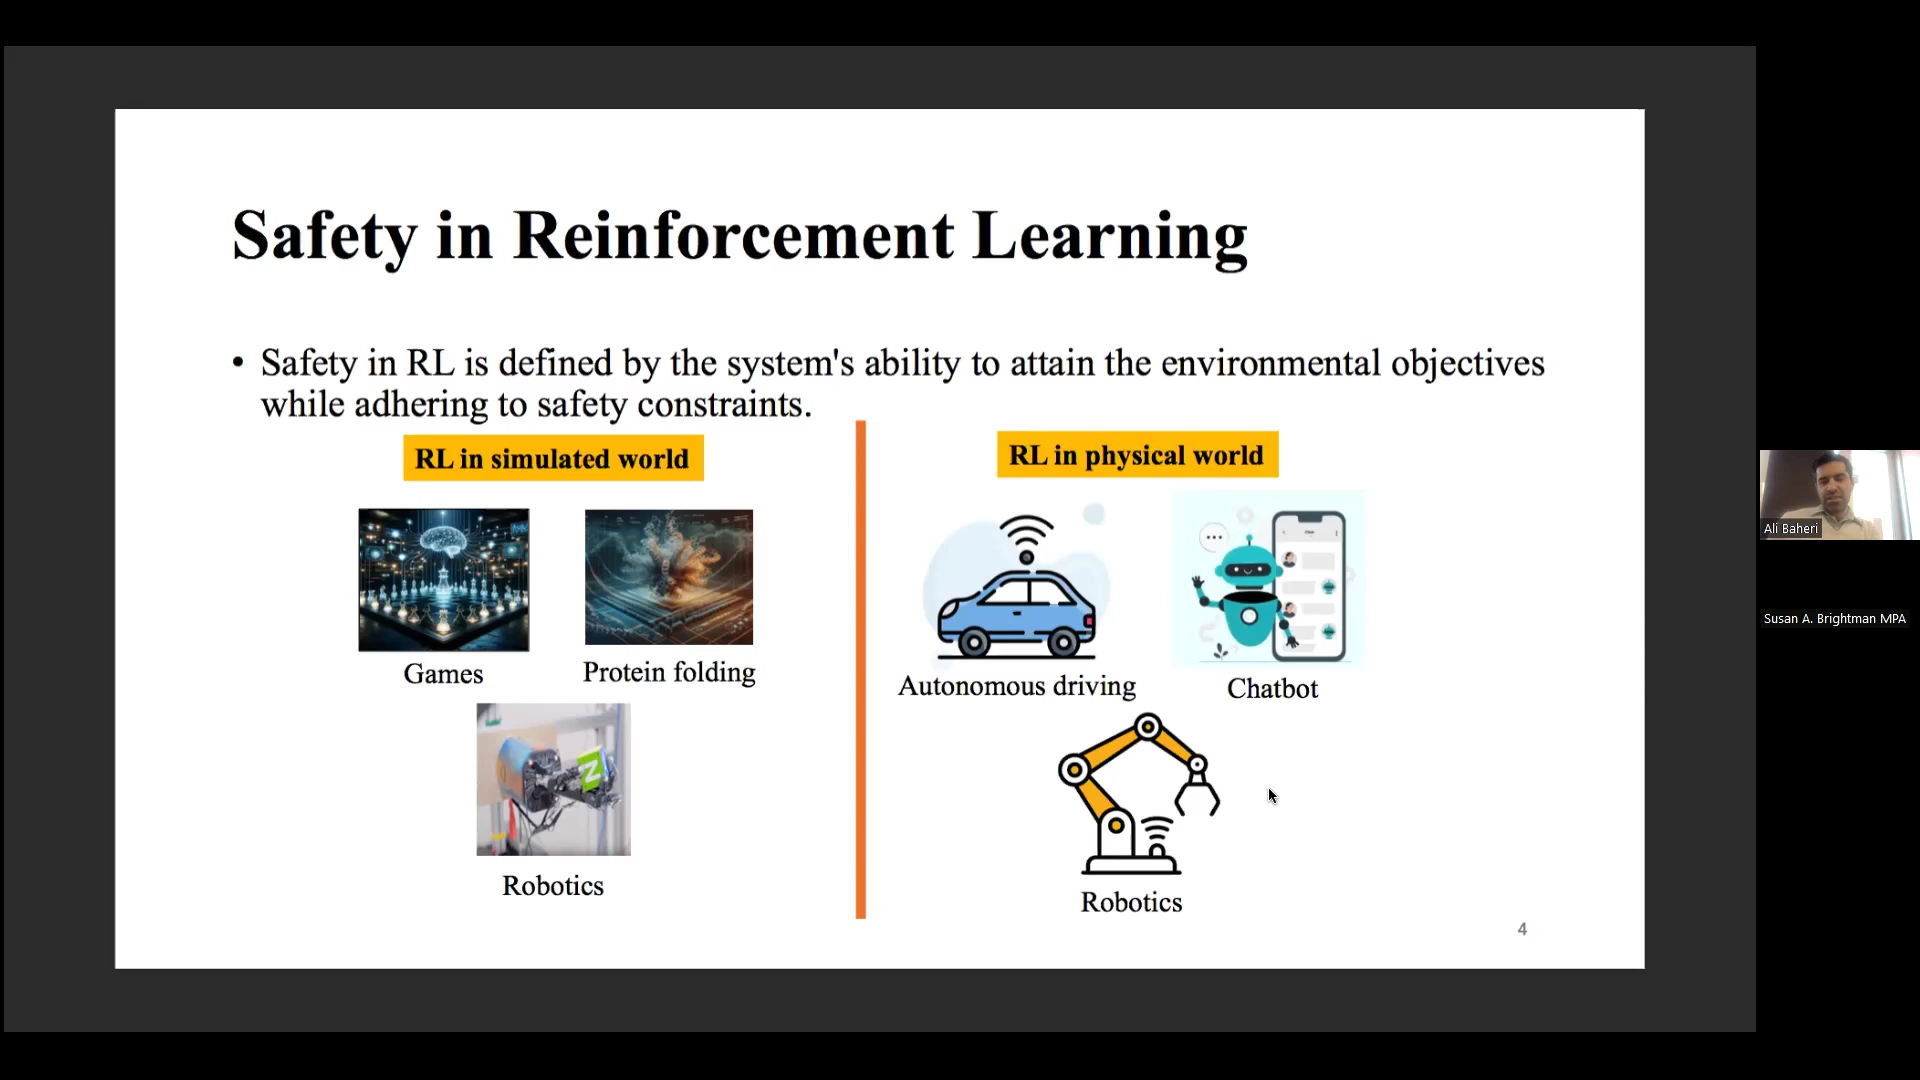 Safety in Reinforcement Learning
• Safety in RL is defined by the system's ability to attain the environmental objectives
while adhering to safety constraints.
RL in simulated world
Games
Protein folding
Robotics
RL in physical world
Autonomous driving
Chatbot
Robotics
4
Ali Baheri
Susan A. Brightman MPA